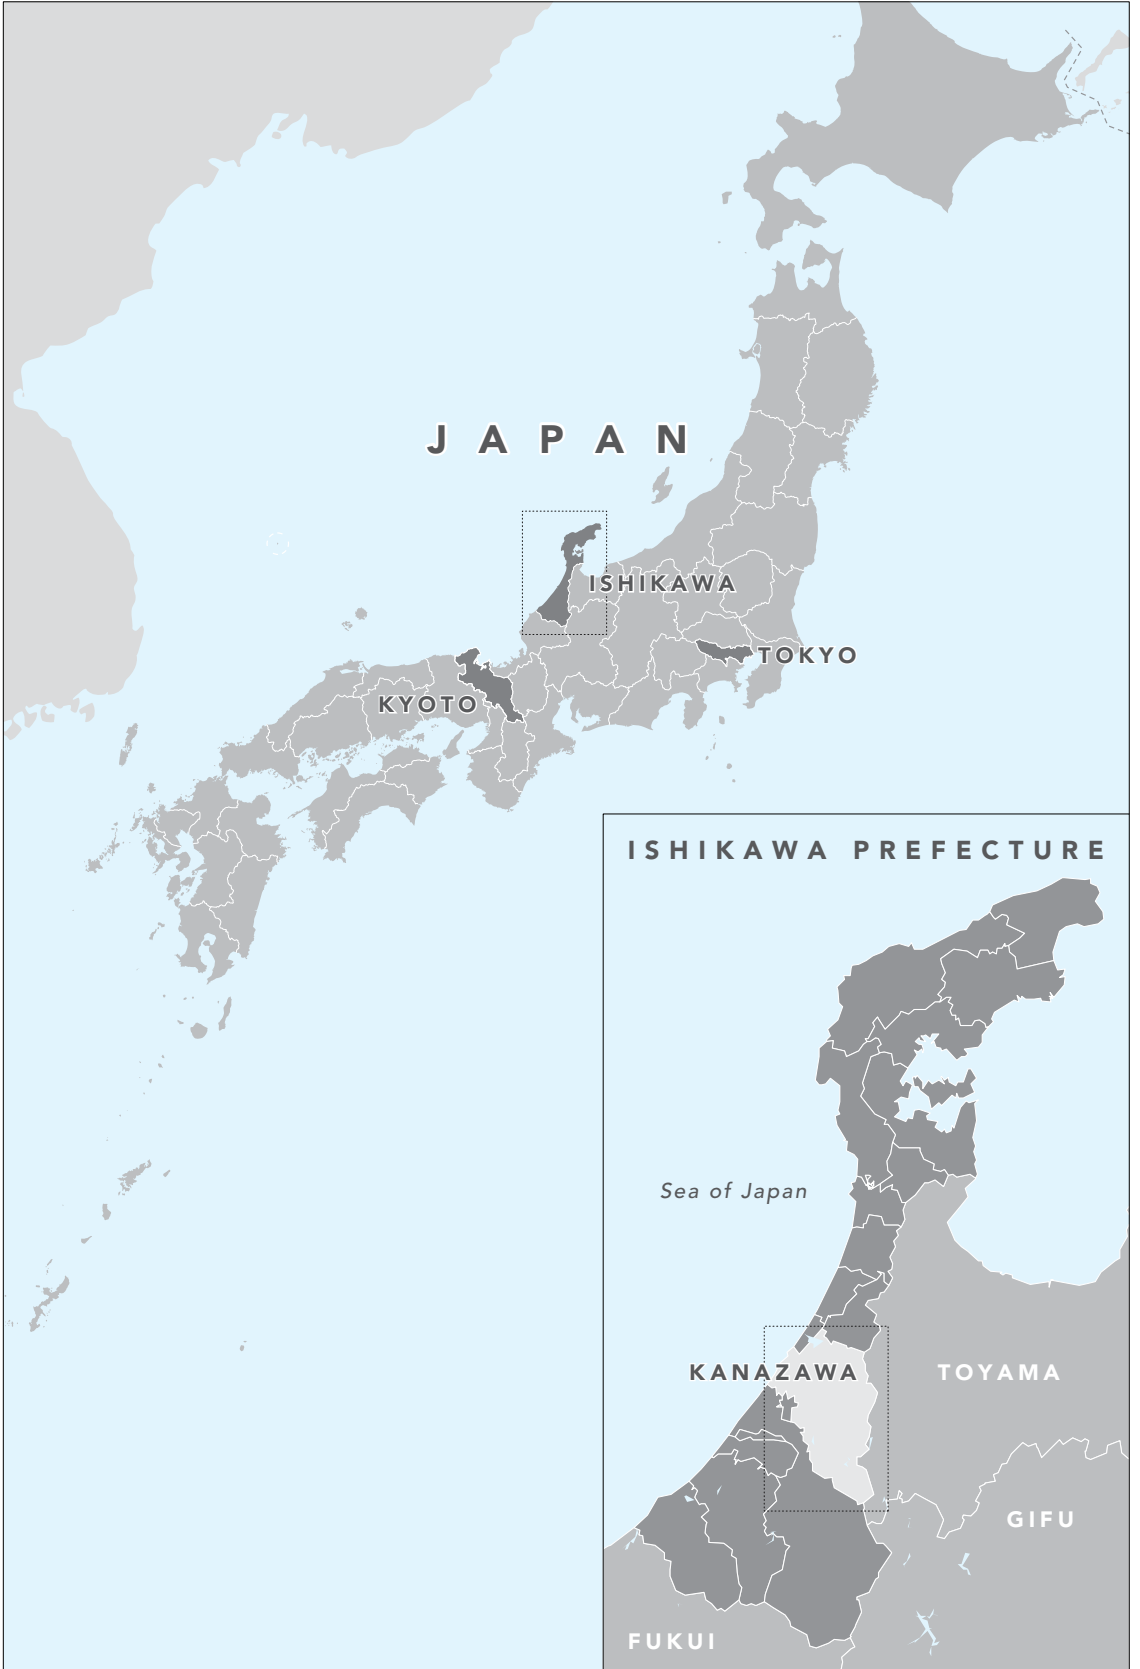 JAPAN
ISHIKAWA
TOKYO
KYOTO
ISHIKAWA PREFECTURE
Sea of Japan
KANAZAWA
TOYAMA
GIFU
FUKUI